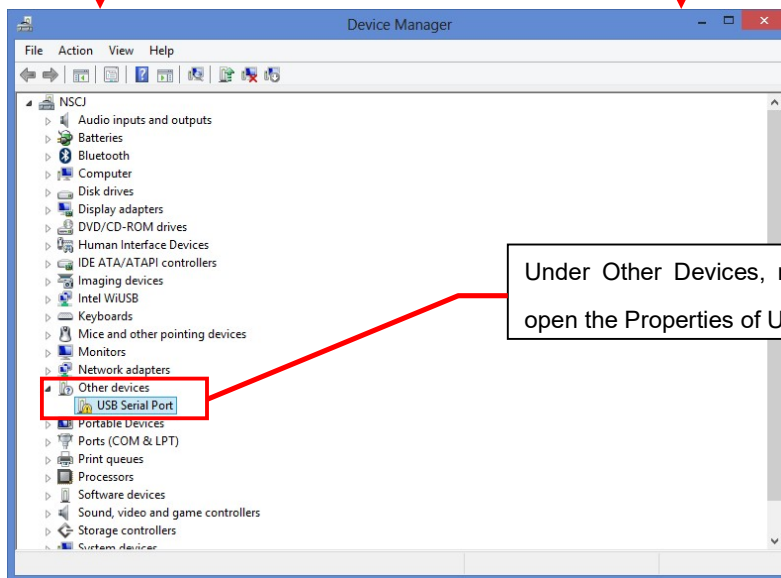 Device Manager
File Action View Help
NSCJ
Audio inputs and outputs
Batteries
Bluetooth
Computer
Disk drives
Display adapters
DVD/CD-ROM drives
Human Interface Devices
IDE ATA/ATAPI controllers
Imaging devices
Intel WiUSB
Keyboards
Mice and other pointing devices
Monitors
Network adapters
Other devices
USB Serial Port
Portable Devices
Ports (COM & LPT)
Print queues
Processors
Software devices
Sound, video and game controllers
Storage controllers
System devices
Under Other Devices,
open the Properties of